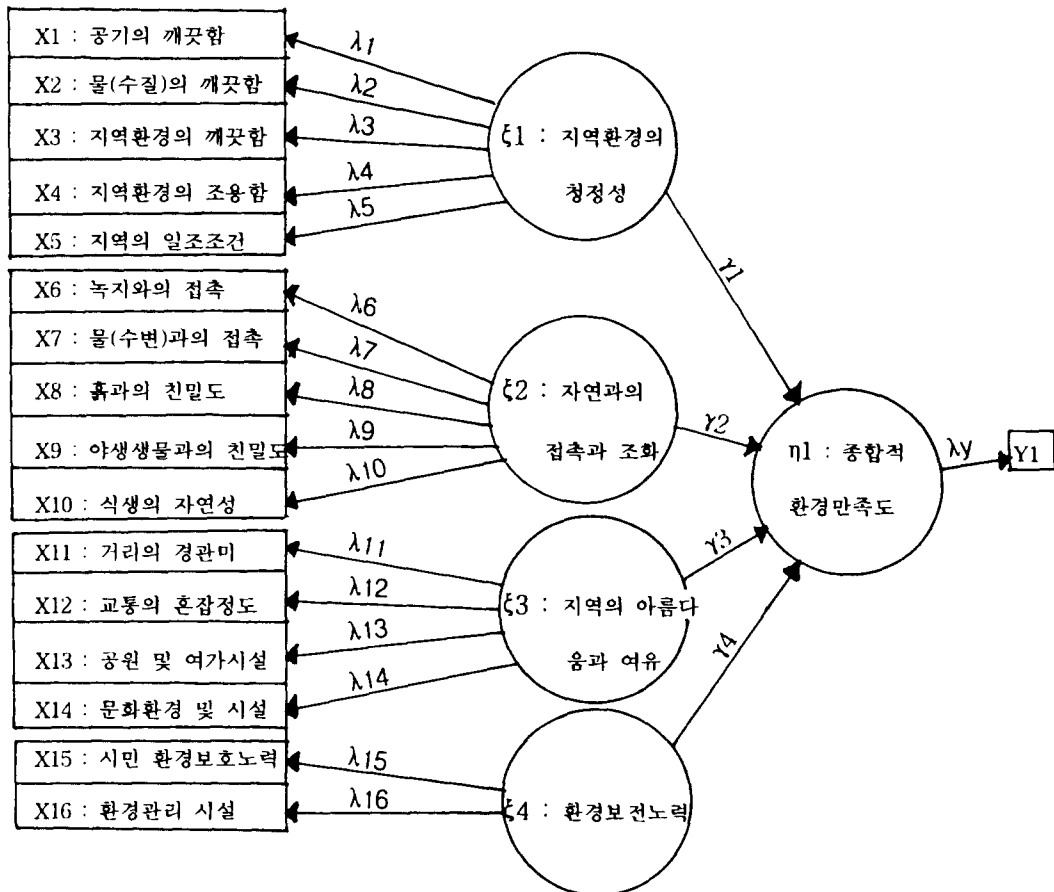 X1 : 공기의 깨끗함
X2 : 물(수질)의 깨끗함
X3 : 지역환경의 깨끗함
X4 : 지역환경의 조용함
X5 : 지역의 일조조건
λ1
λ2
λ3
λ4
λ5
ξ1 : 지역환경의
청정성
γ1
X6 : 녹지와의 접촉
X7 : 물(수변)과의 접촉
X8 : 흙과의 친밀도
X9 : 야생생물과의 친밀도
X10 : 식생의 자연성
λ6
λ7
λ8
λ9
λ10
ξ2 : 자연과의
접촉과 조화
γ2
X11 : 거리의 경관미
X12 : 교통의 혼잡정도
X13 : 공원 및 여가시설
X14 : 문화환경 및 시설
λ11
λ12
λ13
λ14
ξ3 : 지역의 아름다
움과 여유
γ3
X15 : 시민 환경보호노력
X16 : 환경관리 시설
λ15
λ16
ξ4 : 환경보전노력
γ4
η1 : 종합적
환경만족도
λy
Y1